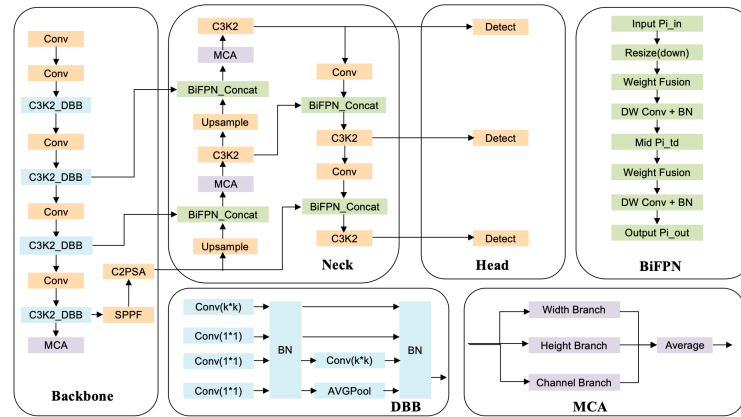 Conv
Conv
C3K2_DBB
Conv
C3K2_DBB
Conv
C3K2_DBB
Conv
C3K2_DBB
MCA
SPPF
C2PSA
Backbone
C3K2
MCA
BiFPN_Concat
Upsample
C3K2
MCA
BiFPN_Concat
Upsample
Conv
BiFPN_Concat
C3K2
Conv
BiFPN_Concat
C3K2
Neck
Detect
Detect
Detect
Head
Input Pi_in
Resize(down)
Weight Fusion
DW Conv + BN
Mid Pi_td
Weight Fusion
DW Conv + BN
Output Pi_out
BiFPN
Conv(k*k)
Conv(1*1)
Conv(1*1)
Conv(1*1)
BN
Conv(k*k)
AVGPool
BN
DBB
Width Branch
Height Branch
Channel Branch
Average
MCA